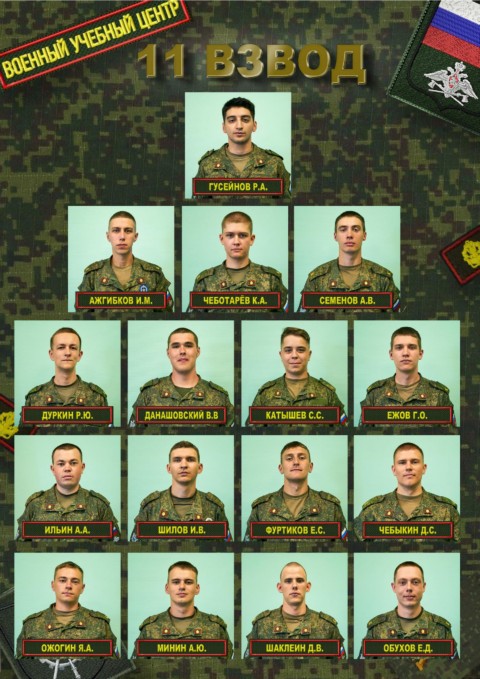 ВОЕННЫЙ УЧЕБНЫЙ ЦЕНТР
11 ВЗВОД
ГУСЕЙНОВ Р.А.
АЖГИБКОВ И.М.
ЧЕБОТАРЁВ К.А.
СЕМЕНОВ А.В.
ДУРКИН Р.Ю.
ДАНАШОВСКИЙ В.В
КАТЫШЕВ С.С.
ЕЖОВ Г.О.
ИЛЬИН А.А.
ШИЛОВ И.В.
ФУРТИКОВ Е.С.
ЧЕБЫКИН Д.С.
ОЖОГИН Я.А.
МИНИН А.Ю.
ШАКЛЕИН Д.В.
ОБУХОВ Е.Д.